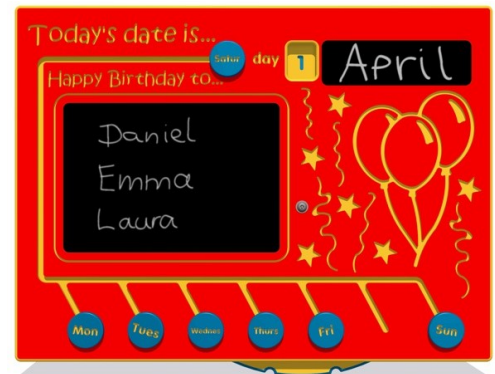 Today's date is...
Satur day 1 April
Happy Birthday to...
Daniel
Emma
Laura
Mon Tues Wednes Thurs Fri Sun